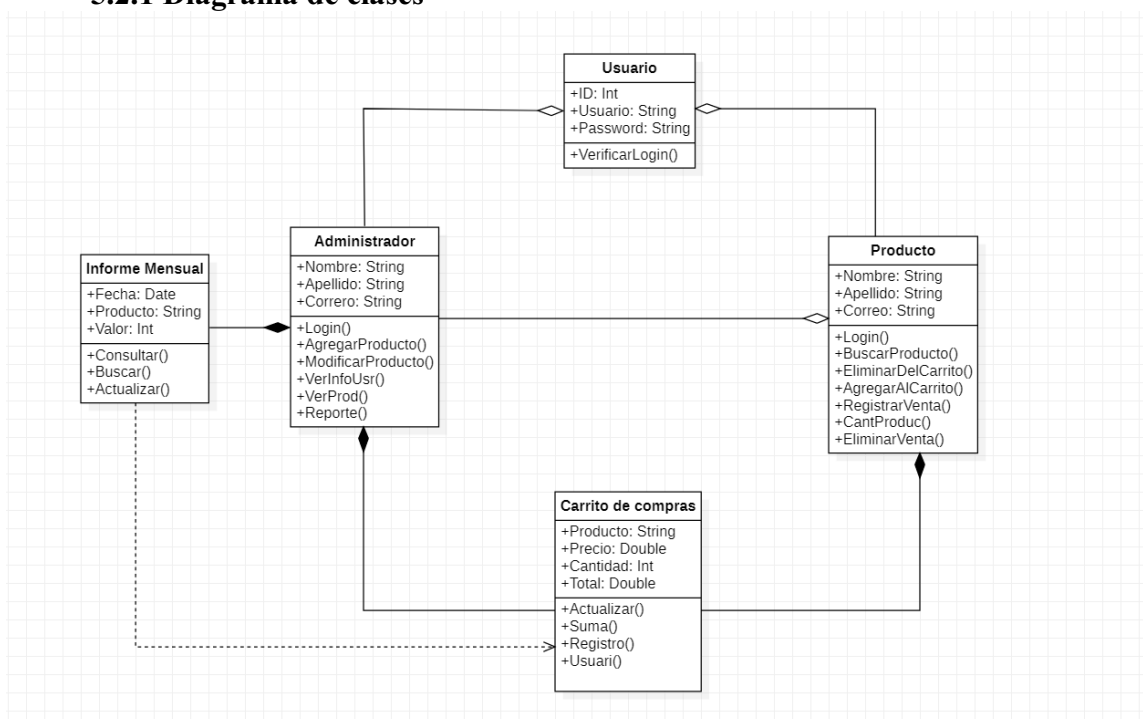 5.2.1 Diagrama de clases
Usuario
+ID: Int
+Usuario: String
+Password: String
+VerificarLogin()
Administrador
+Nombre: String
+Apellido: String
+Correro: String
+Login()
+AgregarProducto()
+ModificarProducto()
+VerInfoUsr()
+VerProd()
+Reporte()
Informe Mensual
+Fecha: Date
+Producto: String
+Valor: Int
+Consultar()
+Buscar()
+Actualizar()
Producto
+Nombre: String
+Apellido: String
+Correo: String
+Login()
+BuscarProducto()
+EliminarDelCarrito()
+AgregarAlCarrito()
+RegistrarVenta()
+CantProduc()
+EliminarVenta()
Carrito de compras
+Producto: String
+Precio: Double
+Cantidad: Int
+Total: Double
+Actualizar()
+Suma()
+Registro()
+Usuari()